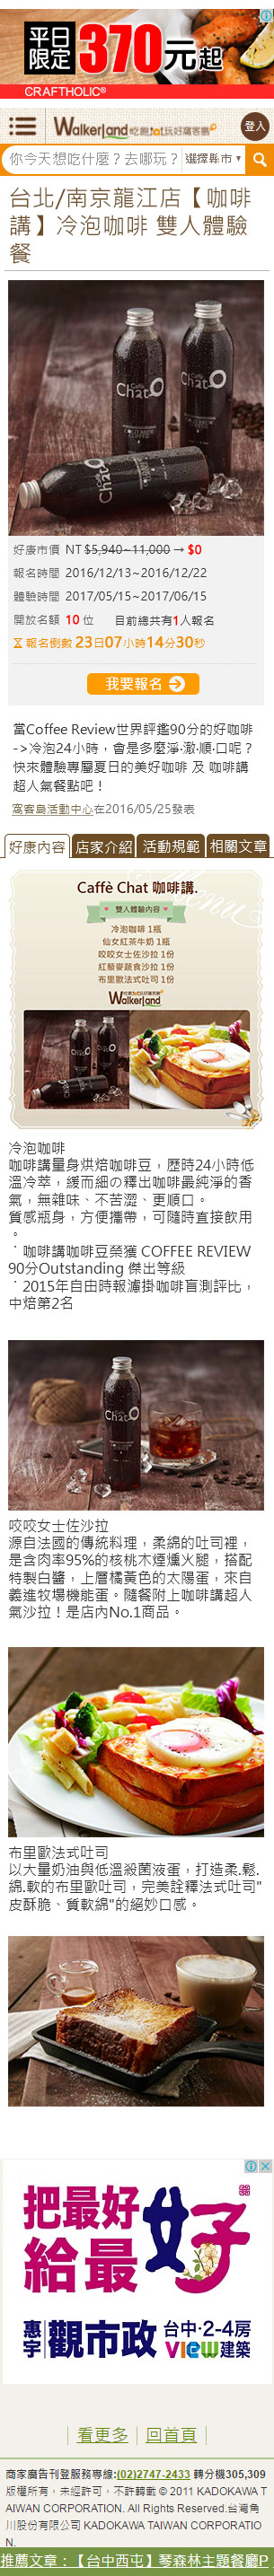 平日
限定
370元起
CRAFTHOLIC®
Walkerland
登入
你今天想吃什麼？去哪玩？
選擇縣市 ▾
台北/南京龍江店【咖啡
講】冷泡咖啡 雙人體驗
餐
Caffè
Chat
Caffè
Chat
Caffè
Chat
好康市價 NT $5,940~11,000 → $0
報名時間 2016/12/13~2016/12/22
體驗時間 2017/05/15~2017/06/15
開放名額 10 位 目前總共有1人報名
報名倒數 23日07小時14分30秒
我要報名
當Coffee Review世界評鑑90分的好咖啡
->冷泡24小時，會是多麼淨‧澈‧順‧口呢？
快來體驗專屬夏日的美好咖啡 及 咖啡講
超人氣餐點吧！
窩客島活動中心在2016/05/25發表
好康內容
店家介紹
活動規範
相關文章
Menu
Caffè Chat 咖啡講.
雙人體驗內容
冷泡咖啡 1瓶
仙女紅茶牛奶 1瓶
咬咬女士佐沙拉 1份
紅藜麥蔬食沙拉 1份
布里歐法式吐司 1份
Walkerland
冷泡咖啡
咖啡講量身烘焙咖啡豆，歷時24小時低
溫冷萃，緩而細の釋出咖啡最純淨的香
氣，無雜味、不苦澀、更順口。
質感瓶身，方便攜帶，可隨時直接飲用
。
˙咖啡講咖啡豆榮獲 COFFEE REVIEW
90分Outstanding 傑出等級
˙2015年自由時報濾掛咖啡盲測評比，
中焙第2名
Caffè
Chat
咬咬女士佐沙拉
源自法國的傳統料理，柔綿的吐司裡，
是含肉率95%的核桃木煙燻火腿，搭配
特製白醬，上層橘黃色的太陽蛋，來自
義進牧場機能蛋。隨餐附上咖啡講超人
氣沙拉！是店內No.1商品。
布里歐法式吐司
以大量奶油與低溫殺菌液蛋，打造柔.鬆.
綿.軟的布里歐吐司，完美詮釋法式吐司"
皮酥脆、質軟綿"的絕妙口感。
把最好
給最好
惠宇 觀市政 台中·2-4房
view建築
看更多
回首頁
商家廣告刊登服務專線:(02)2747-2433 轉分機305,309
版權所有，未經許可，不許轉載 © 2011 KADOKAWA T
AIWAN CORPORATION. All Rights Reserved.台灣角
川股份有限公司 KADOKAWA TAIWAN CORPORATIO
N.
推薦文章：【台中西屯】琴森林主題餐廳P